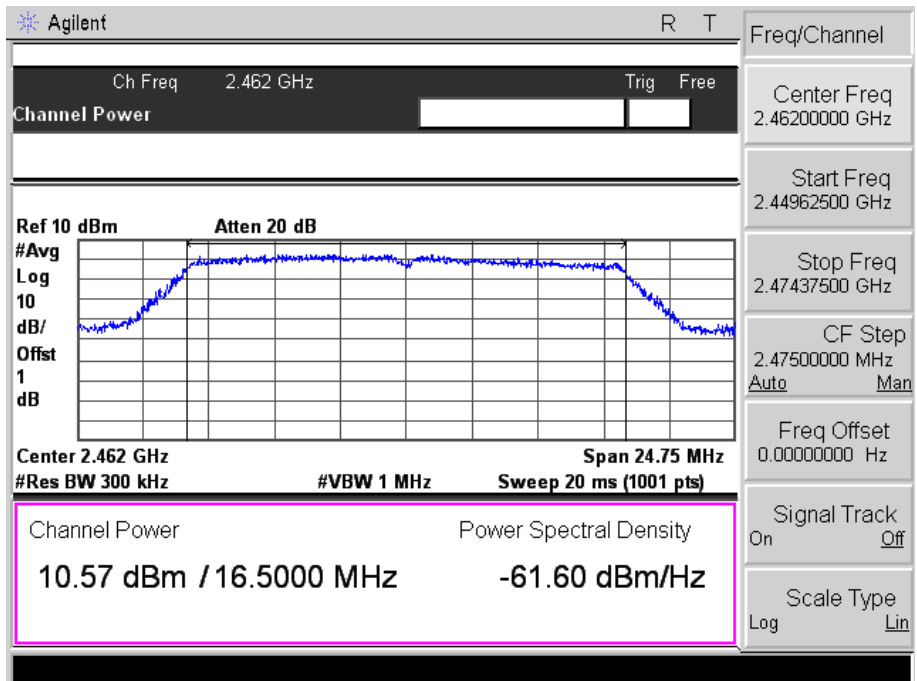 Agilent R T
Ch Freq 2.462 GHz Trig Free
Channel Power
Ref 10 dBm Atten 20 dB
#Avg
Log
10
dB/
Offst
1
dB
Center 2.462 GHz Span 24.75 MHz
#Res BW 300 kHz #VBW 1 MHz Sweep 20 ms (1001 pts)
Channel Power Power Spectral Density
10.57 dBm / 16.5000 MHz -61.60 dBm/Hz
Freq/Channel
Center Freq
2.46200000 GHz
Start Freq
2.44962500 GHz
Stop Freq
2.47437500 GHz
CF Step
2.47500000 MHz
Auto Man
Freq Offset
0.00000000 Hz
Signal Track
On Off
Scale Type
Log Lin